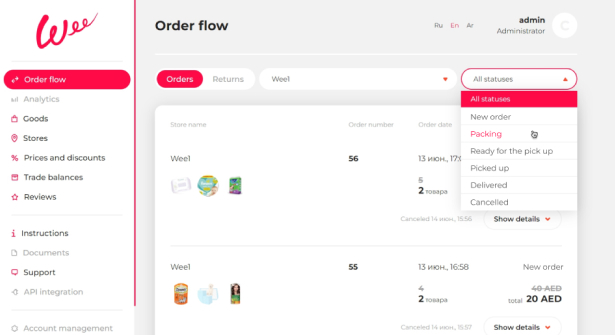 Wee
Order flow
Ru En Ar
admin
Administrator
Order flow
Analytics
Goods
Stores
Prices and discounts
Trade balances
Reviews
Instructions
Documents
Support
API integration
Account management
Orders Returns Wee1 All statuses
All statuses
New order
Packing
Ready for the pick up
Picked up
Delivered
Cancelled
Store name Order number Order date
Wee1 56 13 июн.,
5
2 товара
Canceled 14 июн., 15:56 Show details
Wee1 55 13 июн., 16:58 New order
4 40 AED
2 товара total 20 AED
Canceled 14 июн., 15:07 Show details